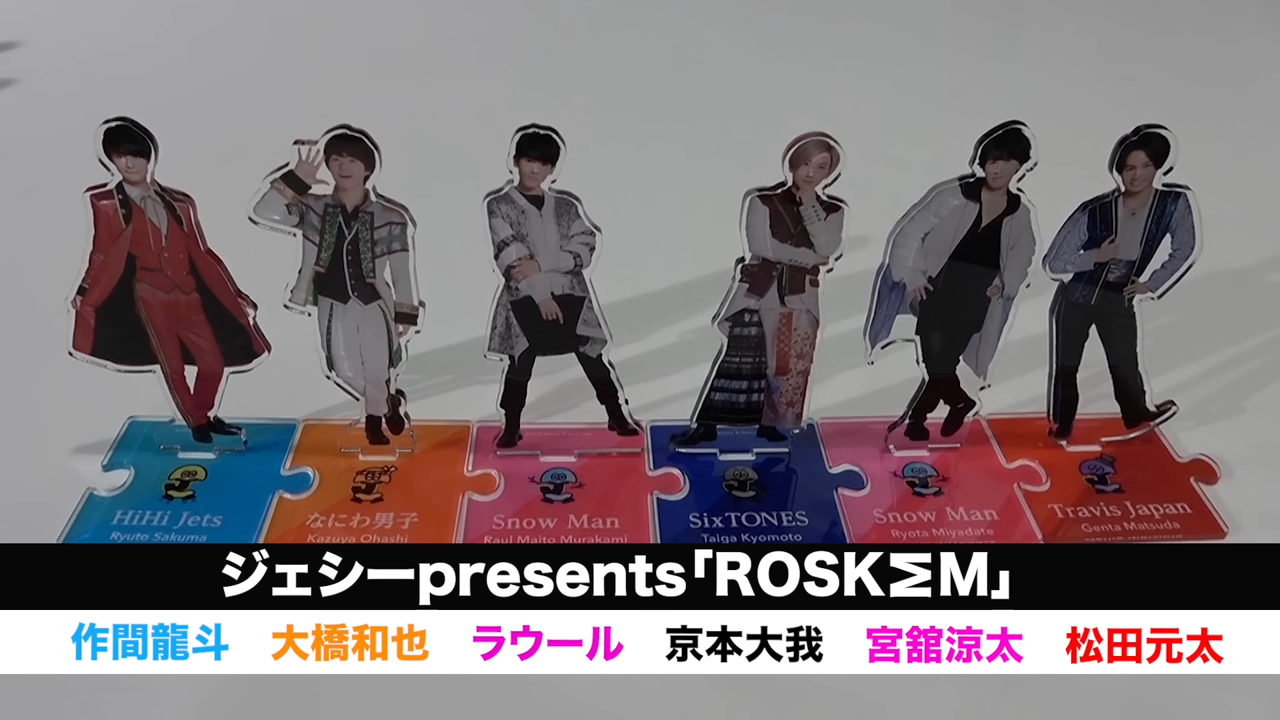 HiHi Jets
Ryuto Sakuma
なにわ男子
Kazuya Ohashi
Snow Man
Raul Maito Murakami
SixTONES
Taiga Kyomoto
Snow Man
Ryota Miyadate
Travis Japan
Genta Matsuda
ジェシーpresents「ROSK∑M」
作間龍斗 大橋和也 ラウール 京本大我 宮舘涼太 松田元太